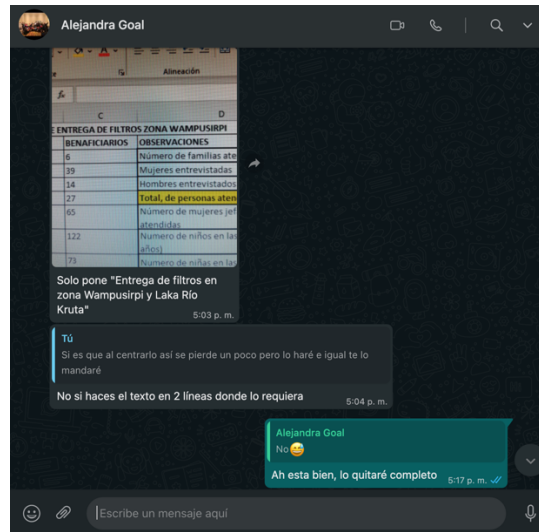 Alejandra Goal
Alineación
C D
E ENTREGA DE FILTROS ZONA WAMPUSIRPI
BENAFICIARIOS OBSERVACIONES
6 Número de familias ate
39 Mujeres entrevistadas
14 Hombres entrevistados
27 Total, de personas aten
65 Número de mujeres jef
atendidas
122 Numero de niños en las
años)
73 Numero de niñas en las
Solo pone "Entrega de filtros en
zona Wampusirpi y Laka Río
Kruta"
5:03 p. m.
Tú
Si es que al centrarlo así se pierde un poco pero lo haré e igual te lo
mandaré
No si haces el texto en 2 líneas donde lo requiera
5:04 p. m.
Alejandra Goal
No😅
Ah esta bien, lo quitaré completo 5:17 p. m.
Escribe un mensaje aquí